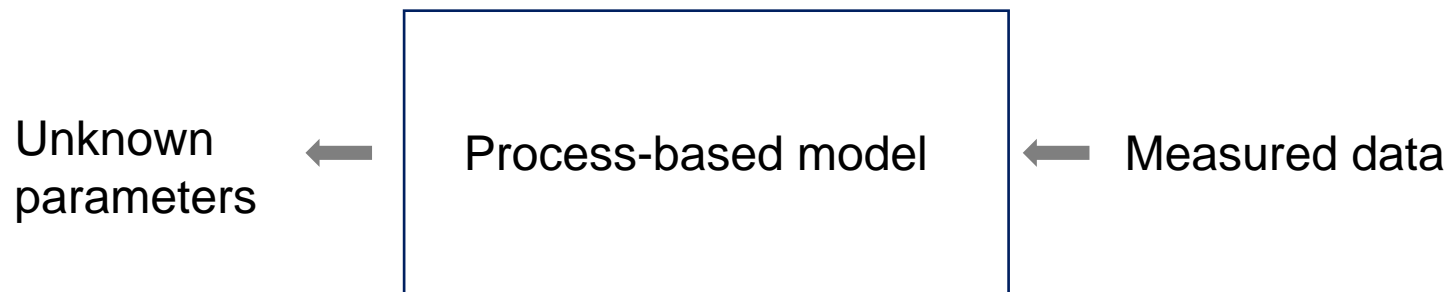 Unknown
parameters
Process-based model
Measured data